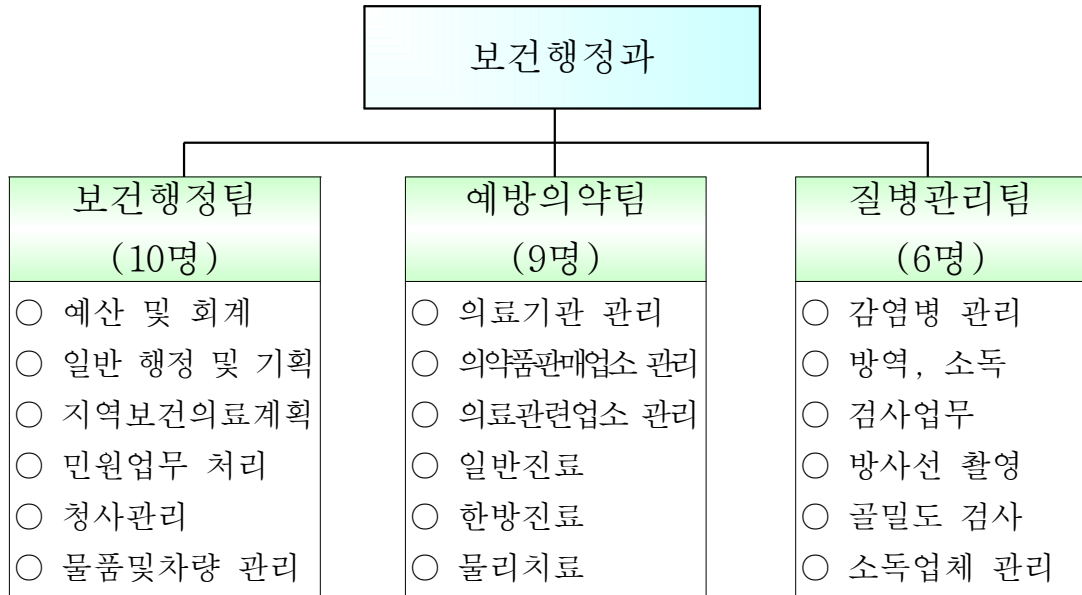 보건행정과
보건행정팀
(10명)
○ 예산 및 회계
○ 일반 행정 및 기획
○ 지역보건의료계획
○ 민원업무 처리
○ 청사관리
○ 물품및차량 관리
예방의약팀
(9명)
○ 의료기관 관리
○ 의약품판매업소 관리
○ 의료관련업소 관리
○ 일반진료
○ 한방진료
○ 물리치료
질병관리팀
(6명)
○ 감염병 관리
○ 방역, 소독
○ 검사업무
○ 방사선 촬영
○ 골밀도 검사
○ 소독업체 관리